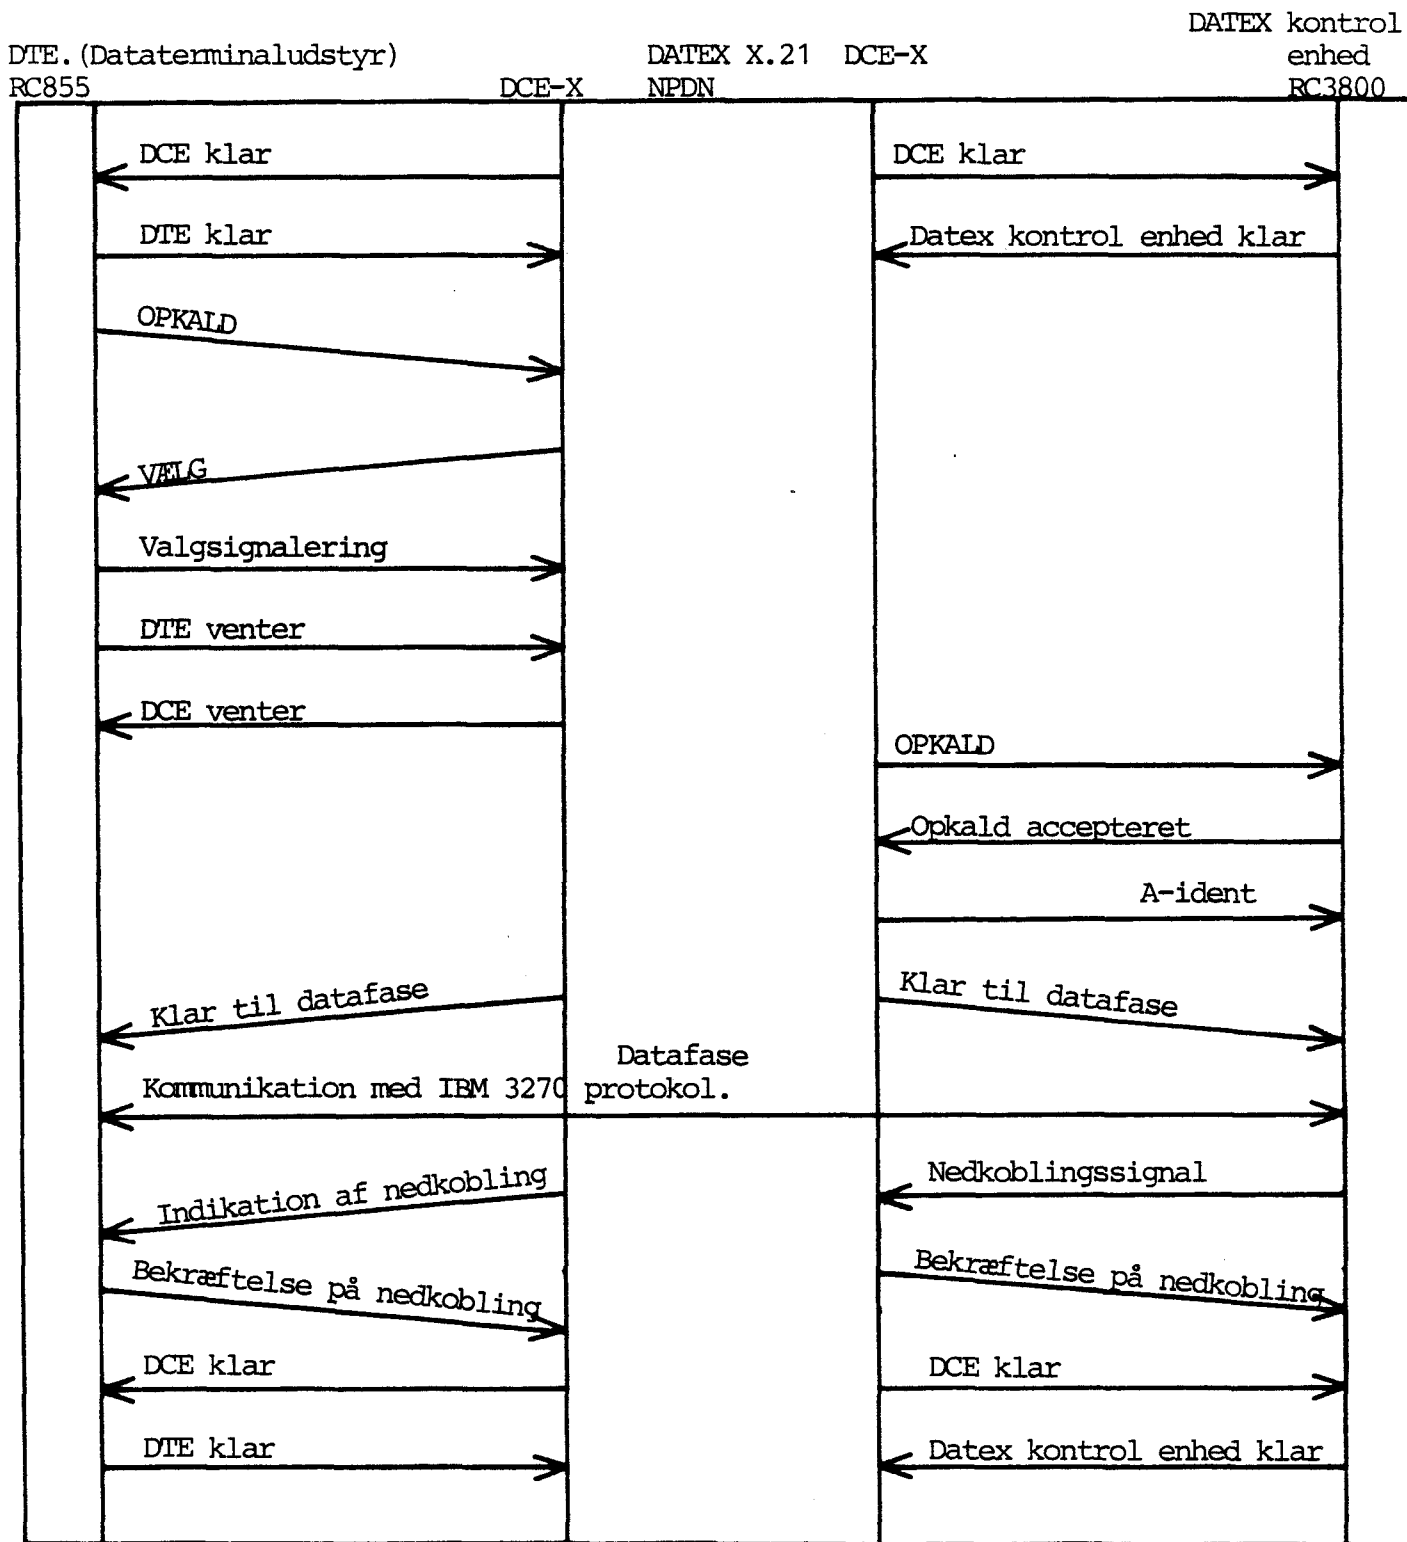 DATEX kontrol
DTE. (Dataterminaludstyr) DATEX X.21 DCE-X enhed
RC855 DCE-X NPDN RC3800
DCE klar DCE klar
DTE klar Datex kontrol enhed klar
OPKALD
VÆLG
Valgsignalering
DTE venter
DCE venter
OPKALD
Opkald accepteret
A-ident
Klar til datafase Klar til datafase
Datafase
Kommunikation med IBM 3270 protokol.
Indikation af nedkobling Nedkoblingssignal
Bekræftelse på nedkobling Bekræftelse på nedkobling
DCE klar DCE klar
DTE klar Datex kontrol enhed klar